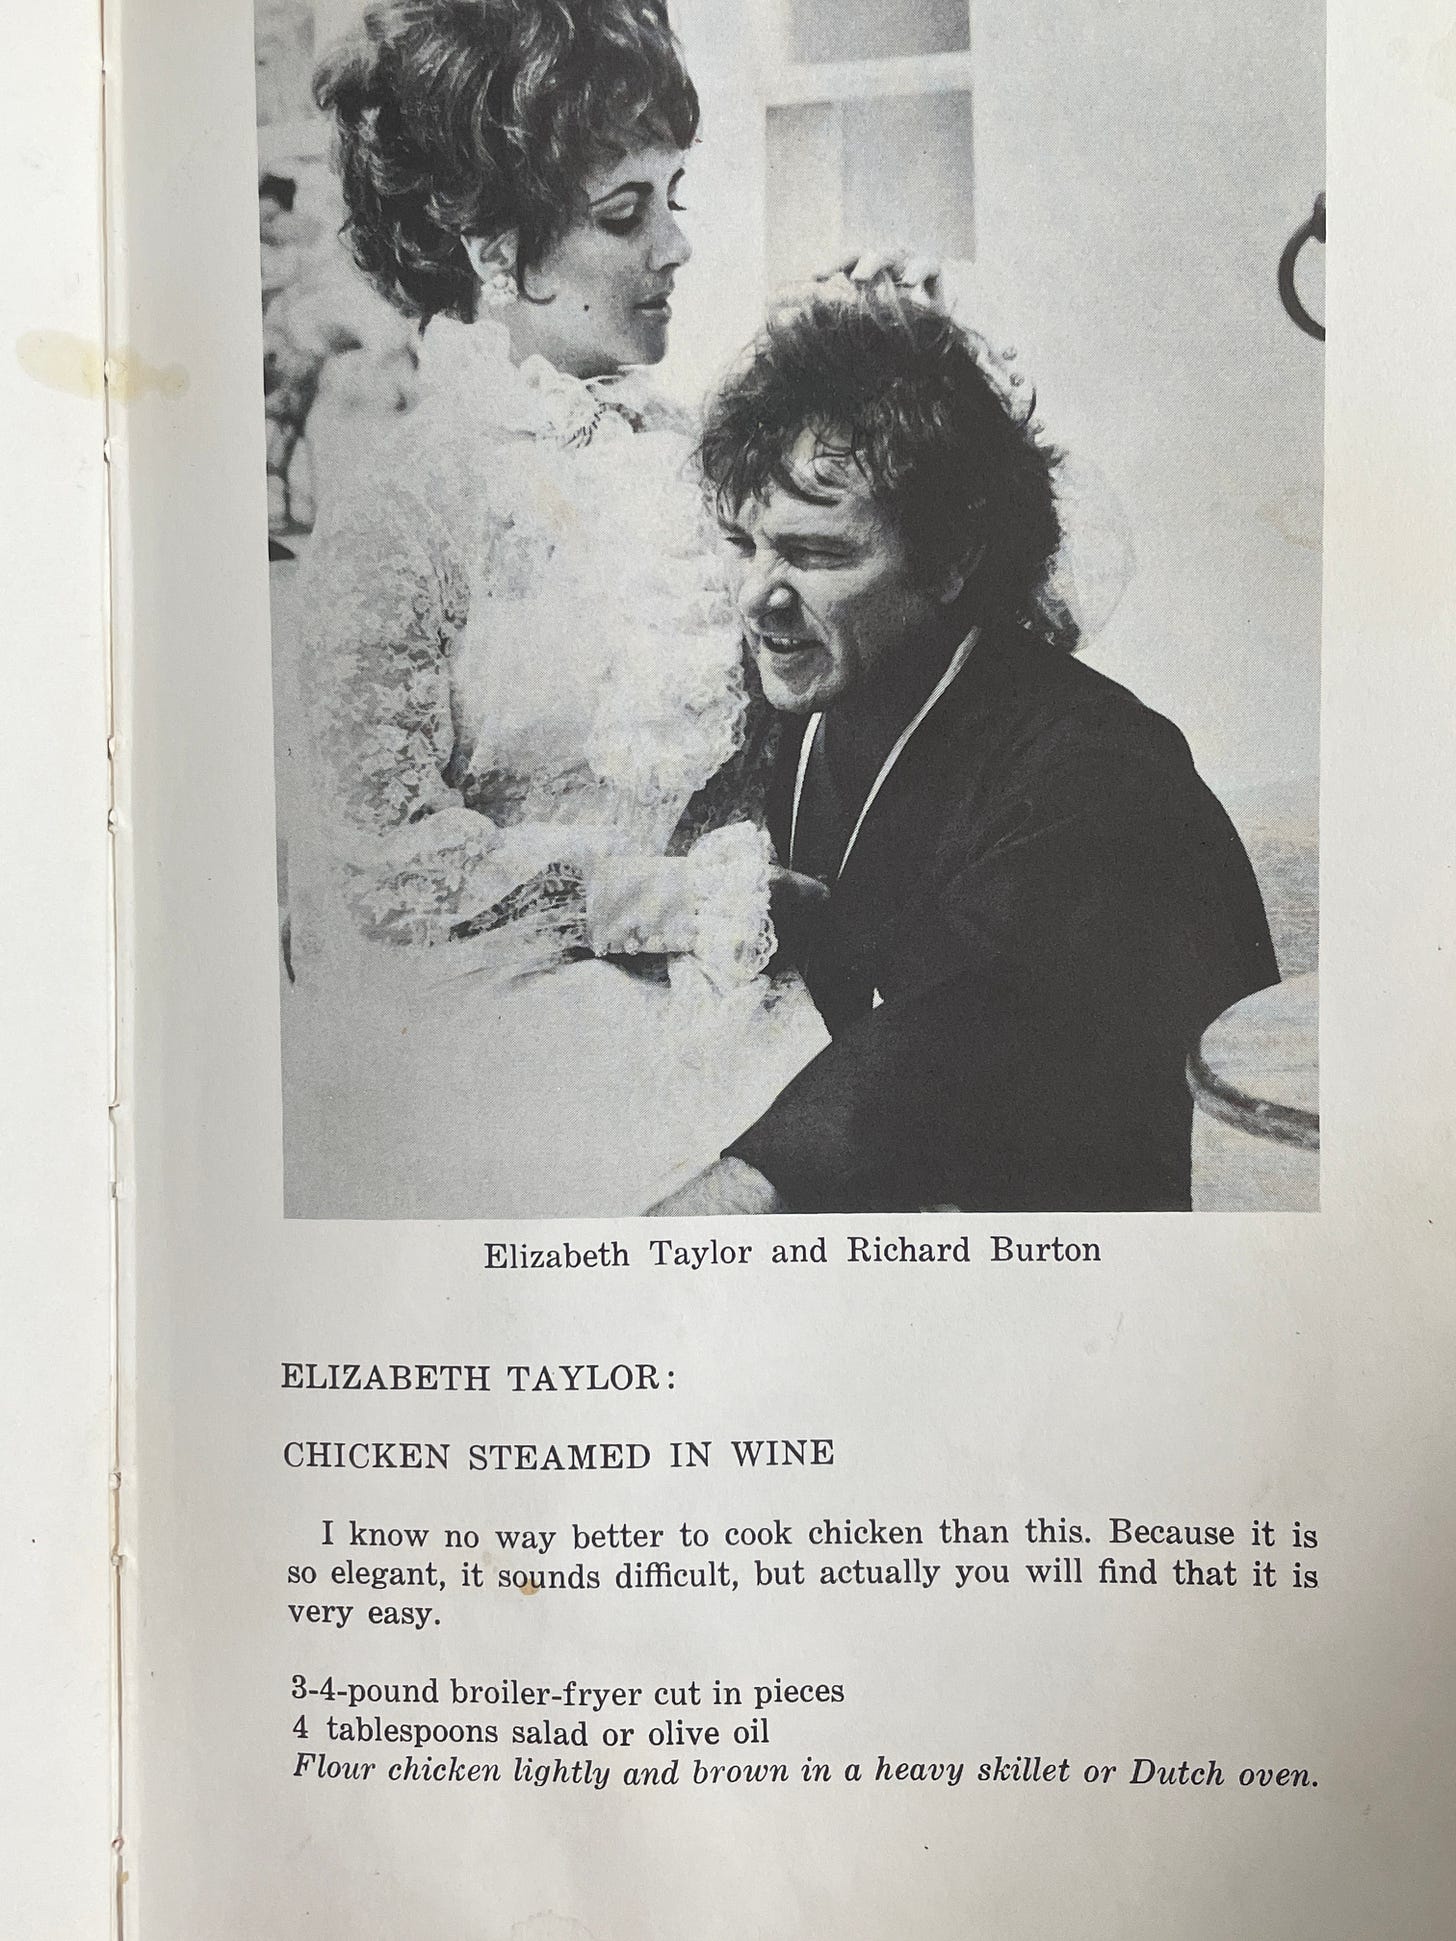 Elizabeth Taylor and Richard Burton
ELIZABETH TAYLOR:
CHICKEN STEAMED IN WINE
I know no way better to cook chicken than this. Because it is
so elegant, it sounds difficult, but actually you will find that it is
very easy.
3-4-pound broiler-fryer cut in pieces
4 tablespoons salad or olive oil
Flour chicken lightly and brown in a heavy skillet or Dutch oven.